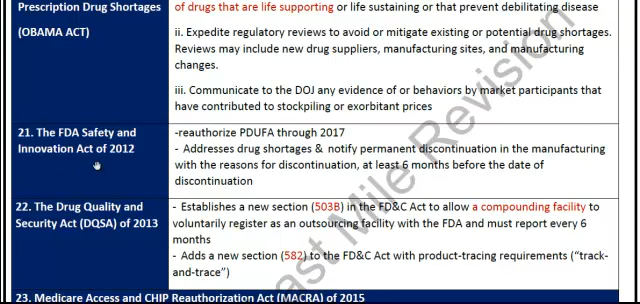 Prescription Drug Shortages
(OBAMA ACT)
of drugs that are life supporting or life sustaining or that prevent debilitating disease
ii. Expedite regulatory reviews to avoid or mitigate existing or potential drug shortages.
Reviews may include new drug suppliers, manufacturing sites, and manufacturing
changes.
iii. Communicate to the DOJ any evidence of or behaviors by market participants that
have contributed to stockpiling or exorbitant prices
21. The FDA Safety and
Innovation Act of 2012
-reauthorize PDUFA through 2017
- Addresses drug shortages & notify permanent discontinuation in the manufacturing
with the reasons for discontinuation, at least 6 months before the date of
discontinuation
22. The Drug Quality and
Security Act (DQSA) of 2013
- Establishes a new section (503B) in the FD&C Act to allow a compounding facility to
voluntarily register as an outsourcing facility with the FDA and must report every 6
months
- Adds a new section (582) to the FD&C Act with product-tracing requirements (“track-
and-trace”)
23. Medicare Access and CHIP Reauthorization Act (MACRA) of 2015
ast Mile Revision